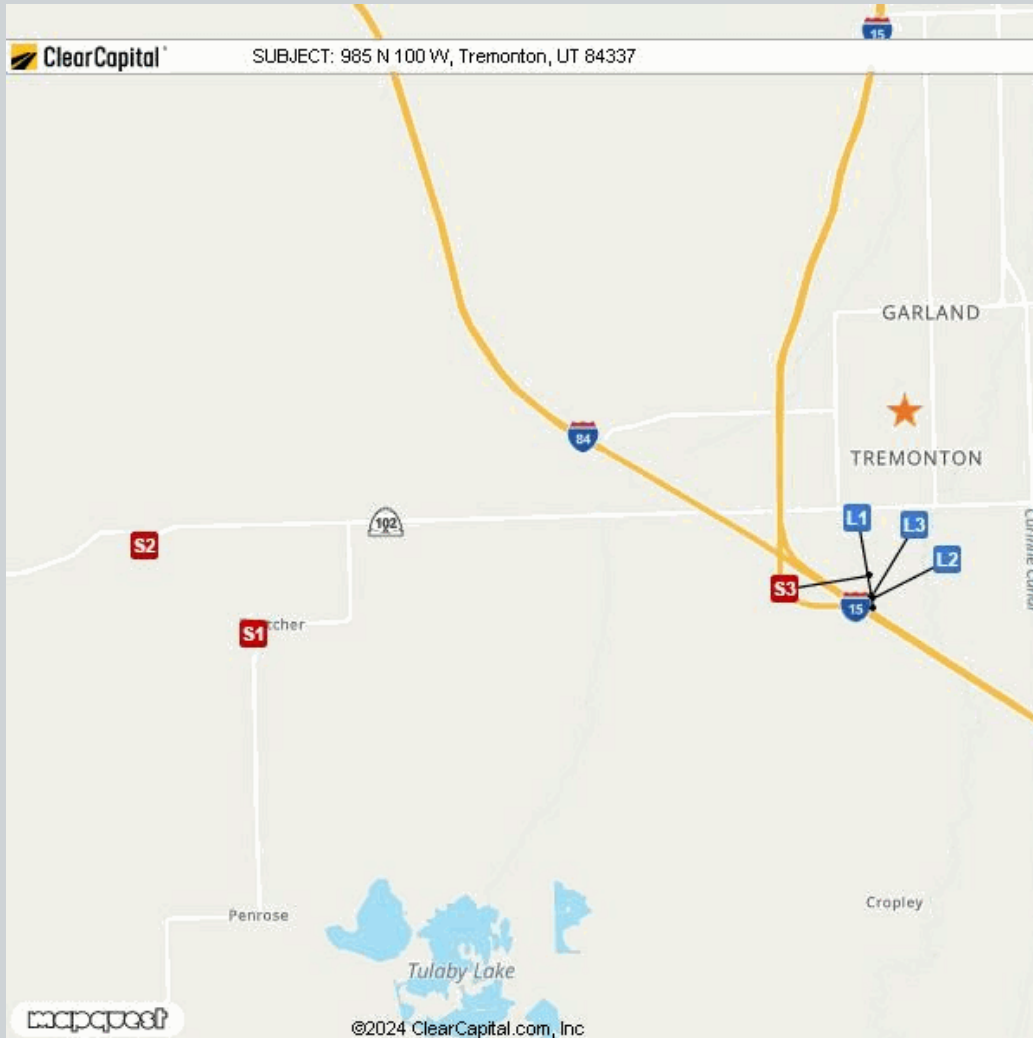 15
ClearCapital SUBJECT: 985 N 100 W, Tremonton, UT 84337
GARLAND
84
TREMONTON
102
L1
L3
S2
L2
S3
15
S1
Penrose
Cropley
Tulaby Lake
mapquest
©2024 ClearCapital.com, Inc